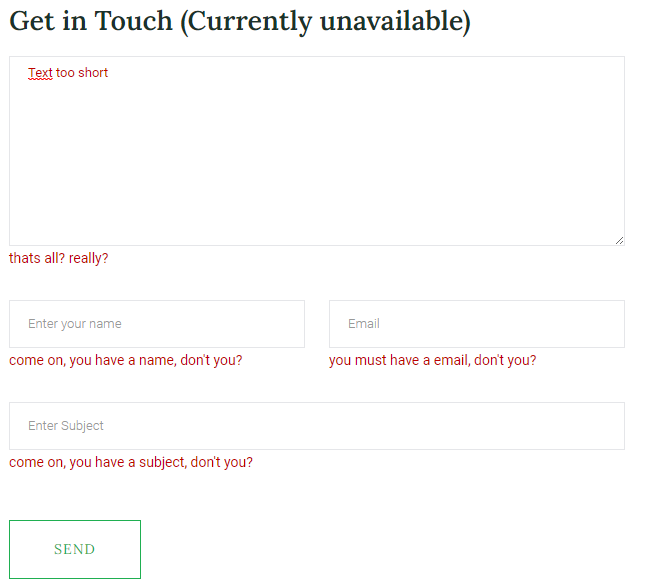 Get in Touch (Currently unavailable)
Text too short
thats all? really?
Enter your name
Email
come on, you have a name, don't you?
you must have a email, don't you?
Enter Subject
come on, you have a subject, don't you?
SEND